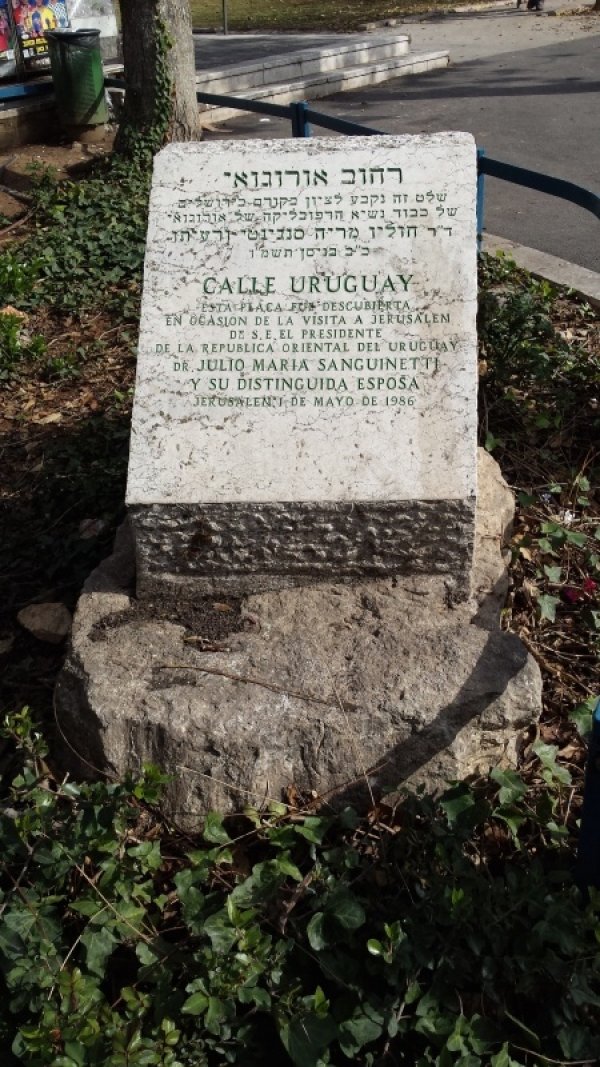 רחוב אורוגואי
שלט זה נקבע לציון בקורם בירושלים
של כבוד נשיא הרפובליקה של אורוגואי
ד״ר חוליו מריה סנגינטי ורעיתו
כ״ב בניסן תשמ״ו
CALLE URUGUAY
ESTA PLACA FUE DESCUBIERTA
EN OCASION DE LA VISITA A JERUSALEN
DE S.E. EL PRESIDENTE
DE LA REPUBLICA ORIENTAL DEL URUGUAY
DR. JULIO MARIA SANGUINETTI
Y SU DISTINGUIDA ESPOSA
JERUSALEN, 1 DE MAYO DE 1986